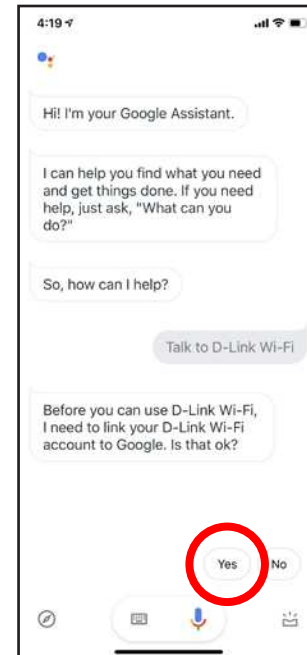 4:19
Hi! I'm your Google Assistant.
I can help you find what you need
and get things done. If you need
help, just ask, "What can you
do?"
So, how can I help?
Talk to D-Link Wi-Fi
Before you can use D-Link Wi-Fi,
I need to link your D-Link Wi-Fi
account to Google. Is that ok?
Yes No